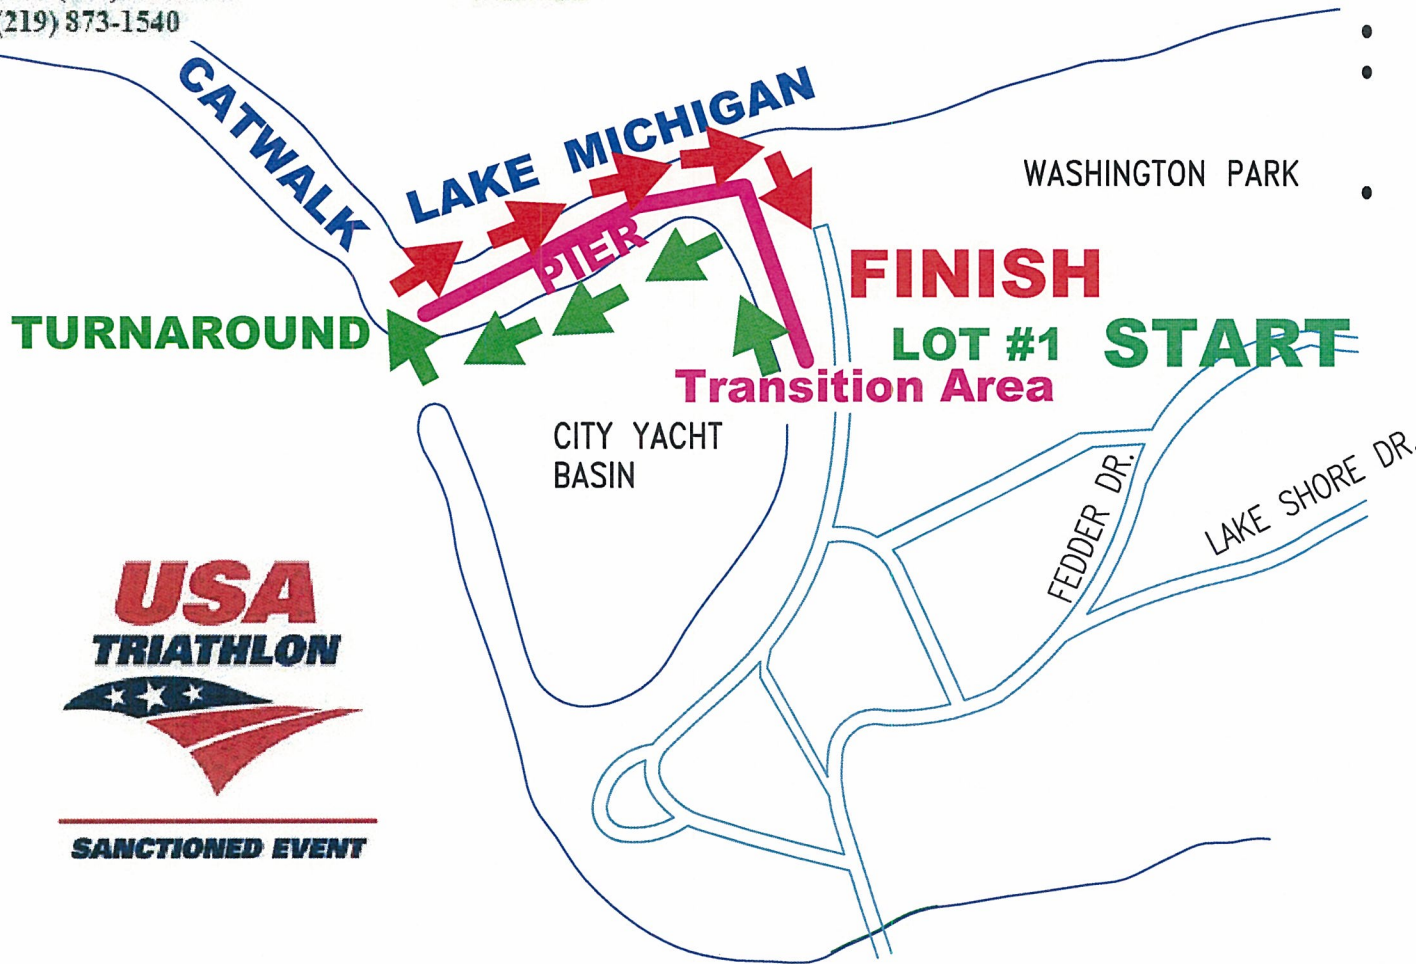 (219) 873-1540
CATWALK
LAKE MICHIGAN
WASHINGTON PARK
PIER
FINISH
TURNAROUND
LOT #1 START
Transition Area
CITY YACHT
BASIN
FEDDER DR.
LAKE SHORE DR.
USA
TRIATHLON
SANCTIONED EVENT